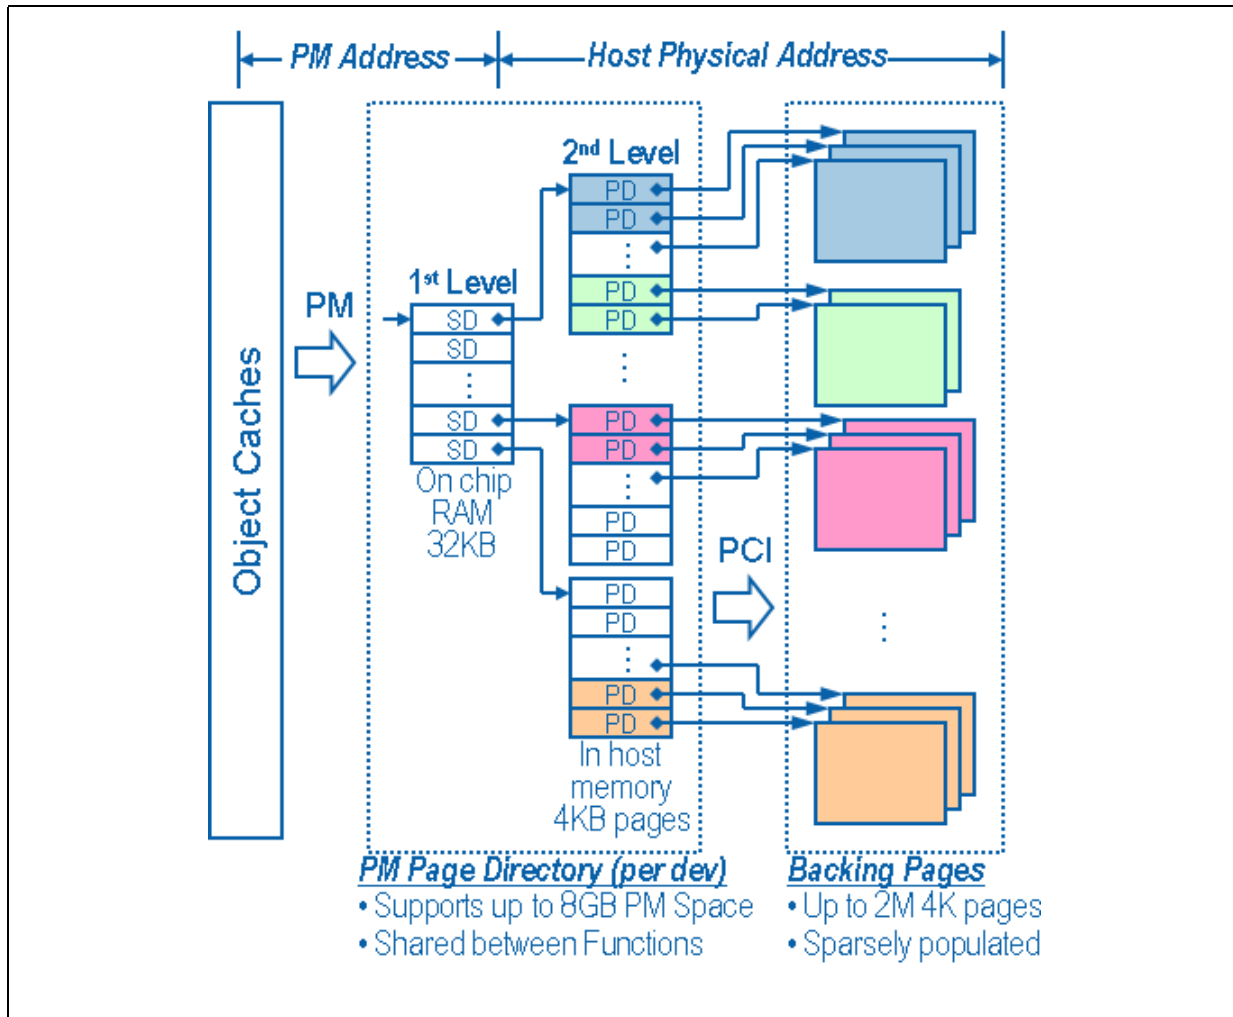 PM Address
Host Physical Address
2nd Level
PD
PD
⋮
PD
PD
⋮
1st Level
PM
SD
SD
⋮
SD
SD
On chip
RAM
32KB
Object Caches
PD
PD
⋮
PD
PD
PCI
PD
PD
⋮
PD
PD
⋮
In host
memory
4KB pages
PM Page Directory (per dev)
• Supports up to 8GB PM Space
• Shared between Functions
Backing Pages
• Up to 2M 4K pages
• Sparsely populated